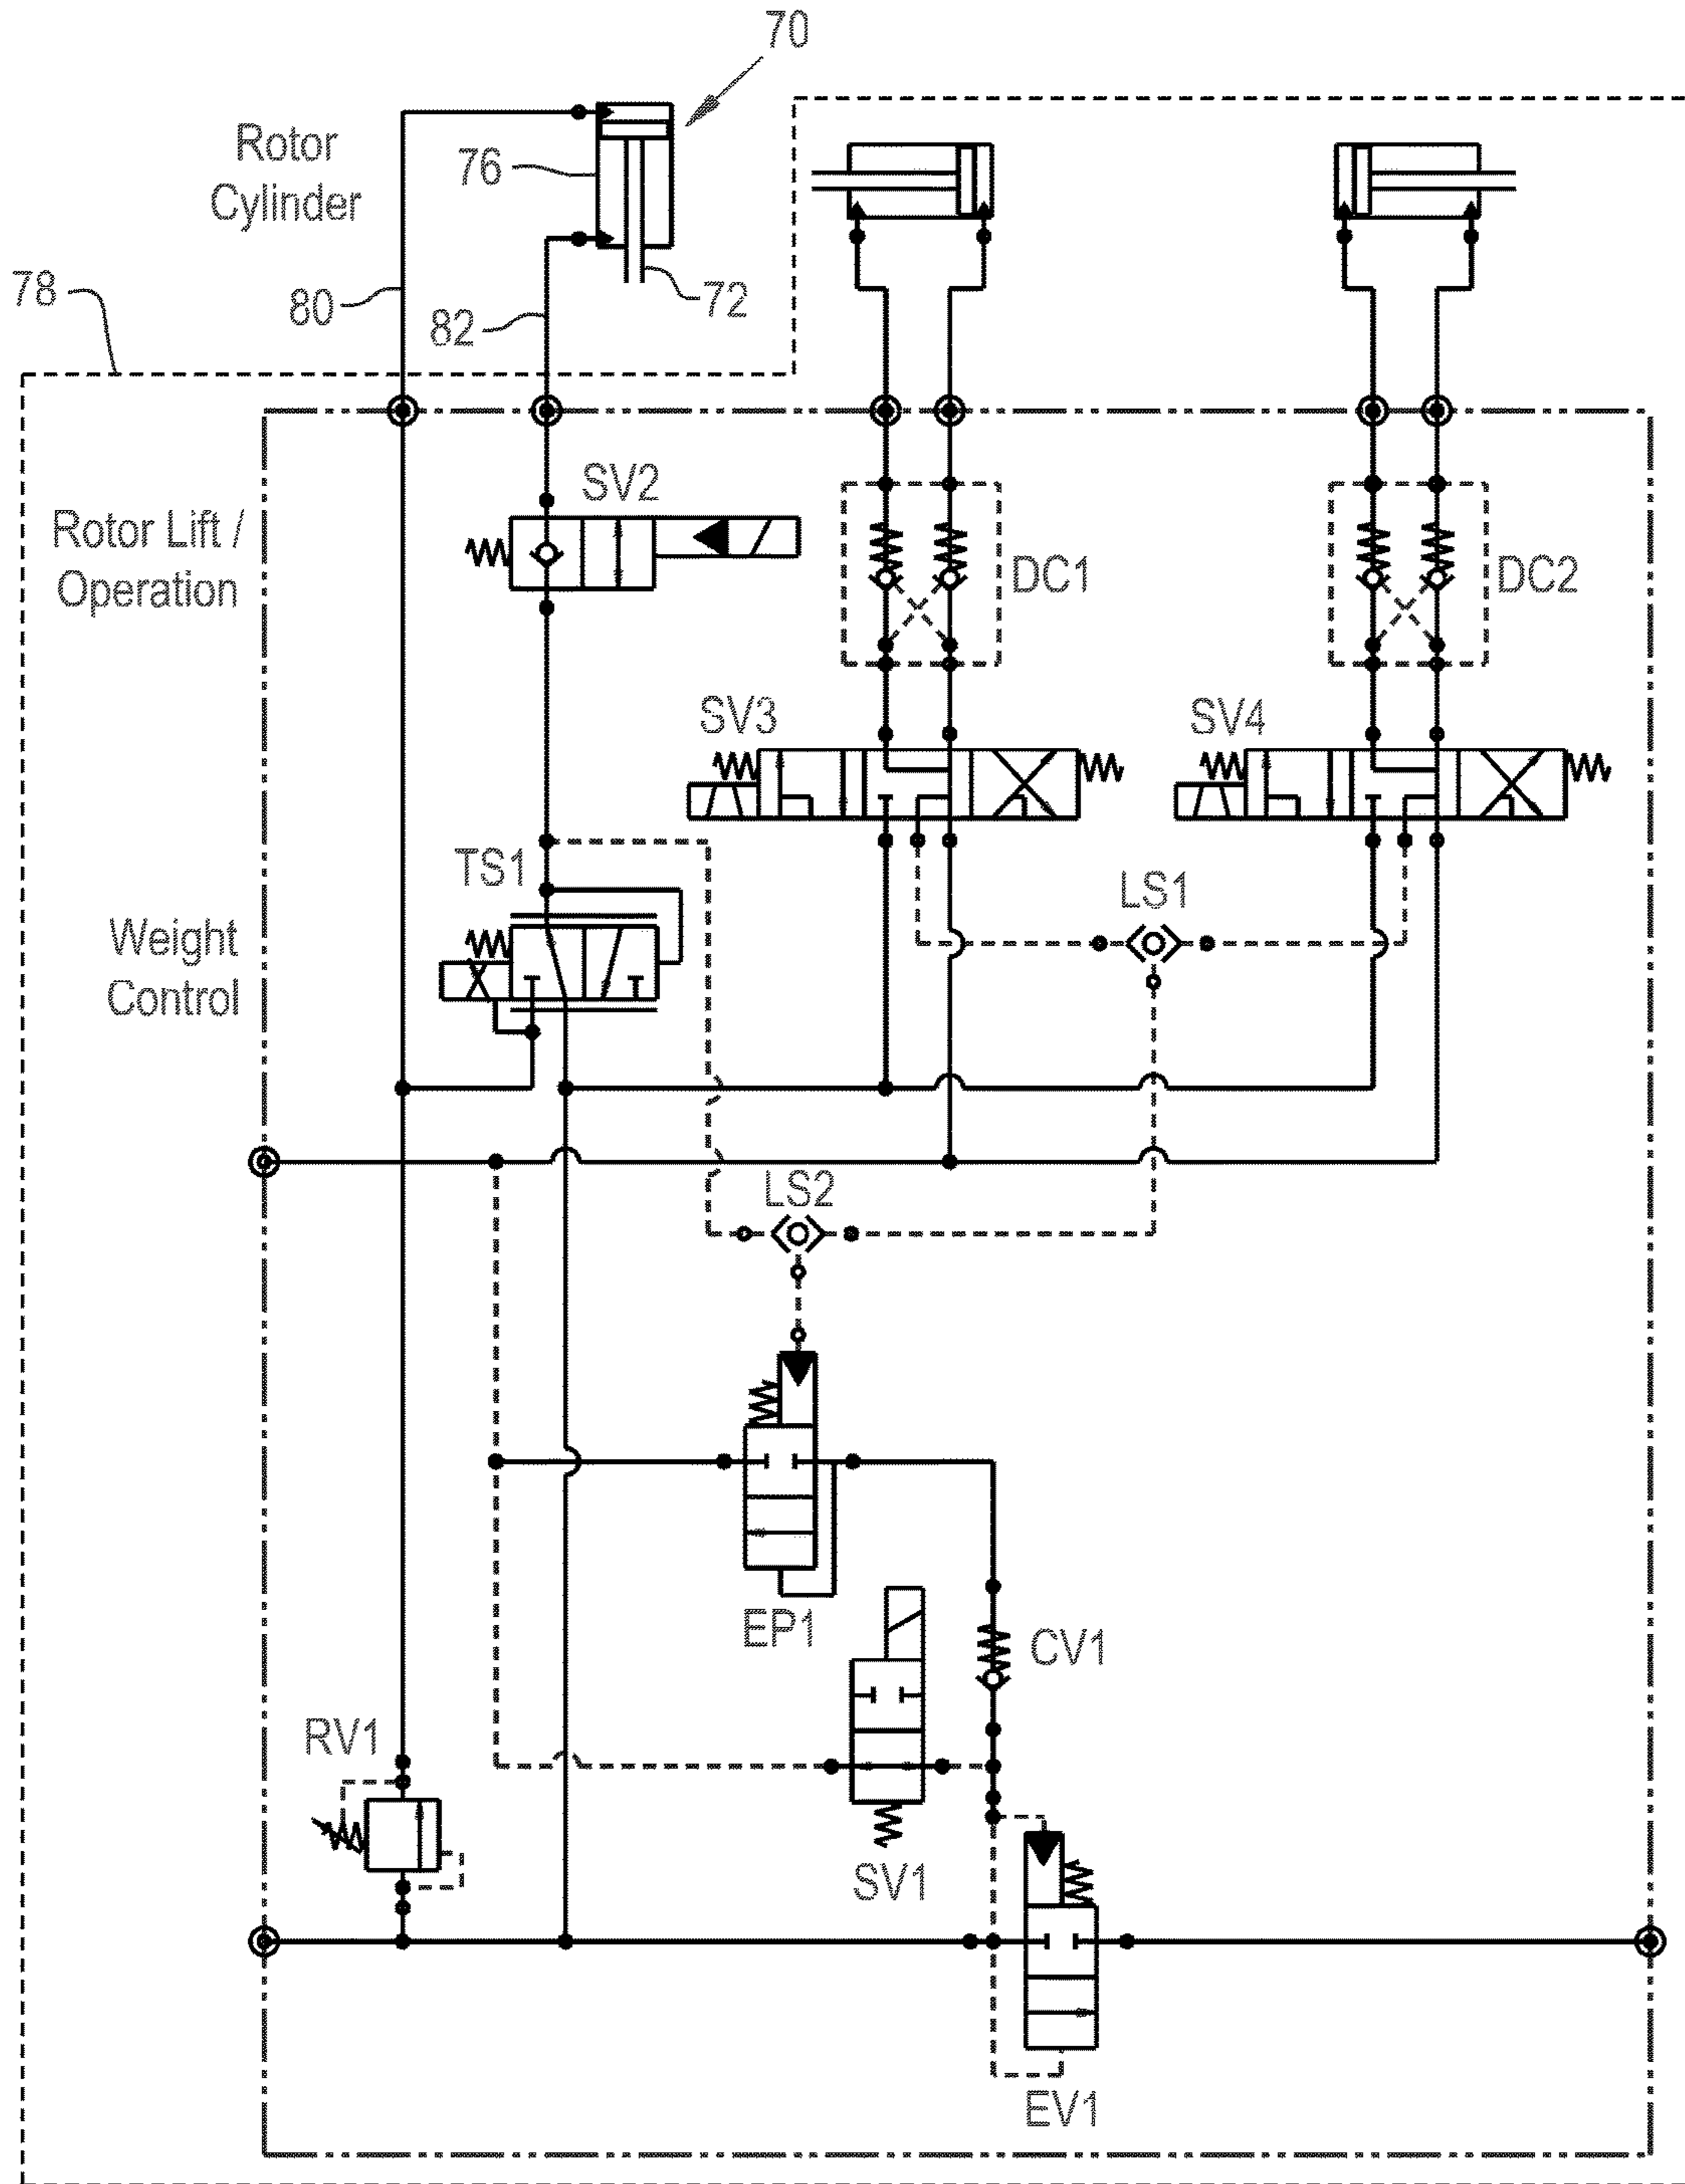 70
Rotor
Cylinder
76
78
80
82
72
SV2
Rotor Lift /
Operation
DC1
DC2
SV3
SV4
TS1
LS1
Weight
Control
LS2
EP1
CV1
RV1
SV1
EV1